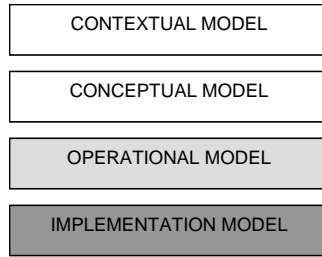 CONTEXTUAL MODEL
CONCEPTUAL MODEL
OPERATIONAL MODEL
IMPLEMENTATION MODEL